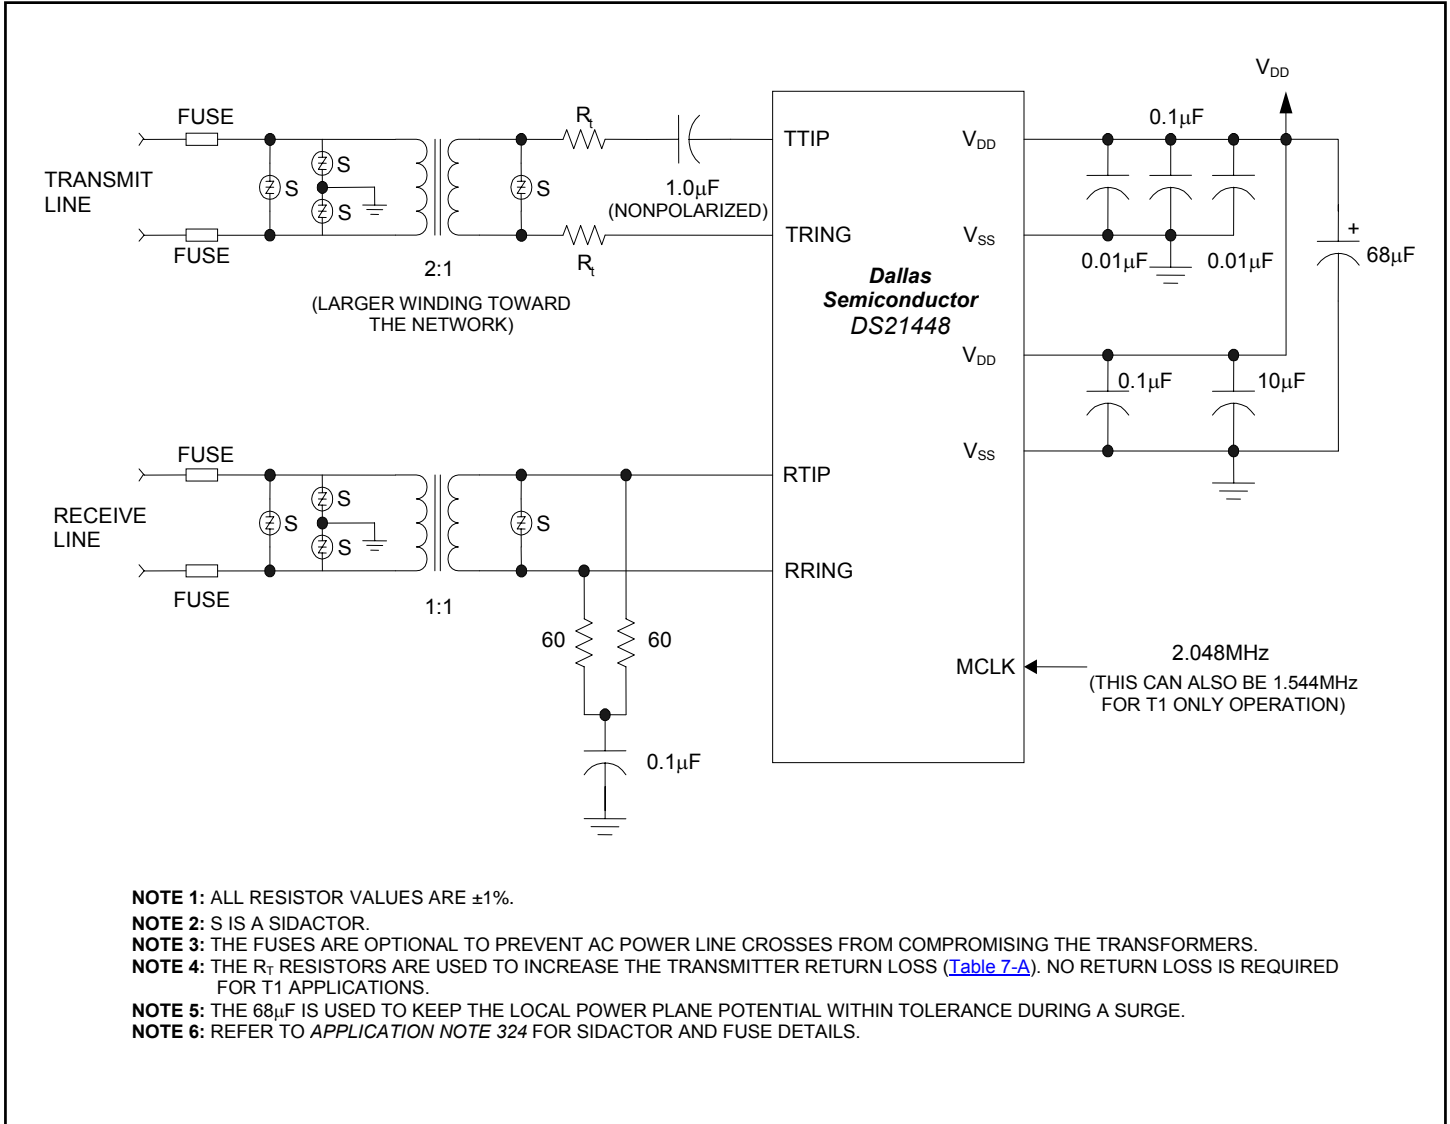 V_DD
FUSE
R_t
0.1µF
TTIP
V_DD
TRANSMIT
LINE
S
S
S
S
1.0µF
(NONPOLARIZED)
FUSE
R_t
TRING
V_SS
0.01µF
0.01µF
+
68µF
2:1
(LARGER WINDING TOWARD
THE NETWORK)
Dallas
Semiconductor
DS21448
V_DD
0.1µF
10µF
FUSE
RTIP
V_SS
RECEIVE
LINE
S
S
S
S
FUSE
RRING
1:1
60
60
MCLK
2.048MHz
(THIS CAN ALSO BE 1.544MHz
FOR T1 ONLY OPERATION)
0.1µF
NOTE 1: ALL RESISTOR VALUES ARE ±1%.
NOTE 2: S IS A SIDACTOR.
NOTE 3: THE FUSES ARE OPTIONAL TO PREVENT AC POWER LINE CROSSES FROM COMPROMISING THE TRANSFORMERS.
NOTE 4: THE R_T RESISTORS ARE USED TO INCREASE THE TRANSMITTER RETURN LOSS (Table 7-A). NO RETURN LOSS IS REQUIRED
FOR T1 APPLICATIONS.
NOTE 5: THE 68µF IS USED TO KEEP THE LOCAL POWER PLANE POTENTIAL WITHIN TOLERANCE DURING A SURGE.
NOTE 6: REFER TO APPLICATION NOTE 324 FOR SIDACTOR AND FUSE DETAILS.